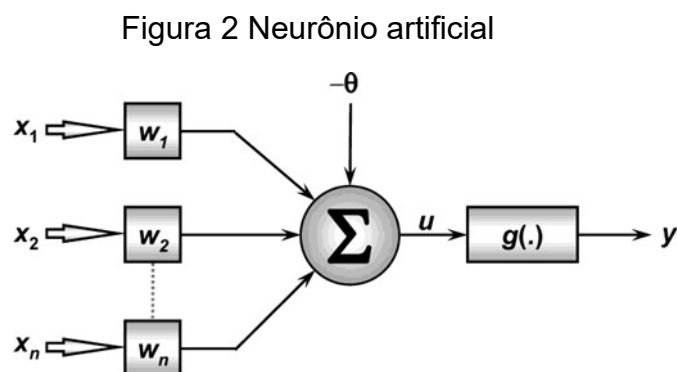 Figura 2 Neurônio artificial
−θ
x1
w1
x2
w2
Σ
u
g(.)
y
xn
wn